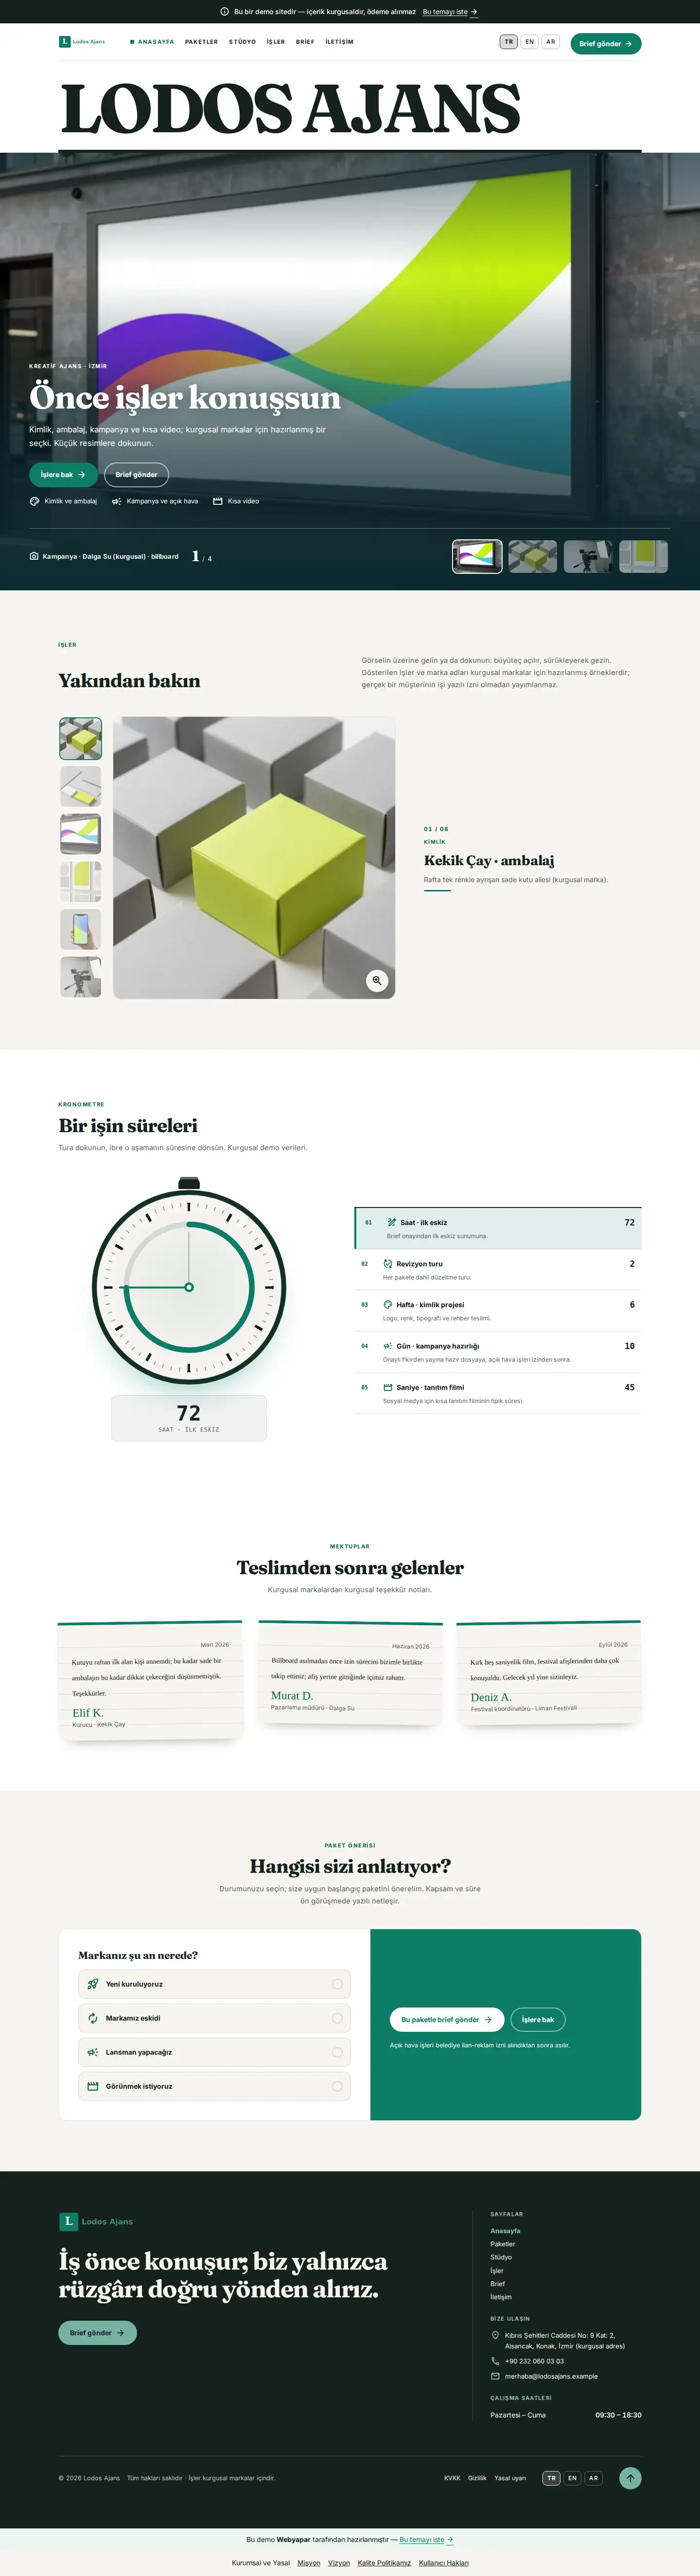 Bu bir demo sitedir — içerik kurgusaldır, ödeme alınmaz Bu temayı iste →
L Lodos Ajans
ANASAYFA PAKETLER STÜDYO İŞLER BRİEF İLETİŞİM
TR EN AR
Brief gönder →
LODOS AJANS
KREATİF AJANS · İZMİR
Önce işler konuşsun
Kimlik, ambalaj, kampanya ve kısa video; kurgusal markalar için hazırlanmış bir
seçki. Küçük resimlere dokunun.
İşlere bak → Brief gönder
Kimlik ve ambalaj Kampanya ve açık hava Kısa video
Kampanya · Dalga Su (kurgusal) · billboard 1 / 4
İŞLER
Yakından bakın
Görselin üzerine gelin ya da dokunun: büyüteç açılır, sürükleyerek gezin.
Gösterilen işler ve marka adları kurgusal markalar için hazırlanmış örneklerdir;
gerçek bir müşterinin işi yazılı izni olmadan yayımlanmaz.
01 / 08
KİMLİK
Kekik Çay · ambalaj
Rafta tek renkle ayrışan sade kutu ailesi (kurgusal marka).
KRONOMETRE
Bir işin süreleri
Tura dokunun, ibre o aşamanın süresine dönsün. Kurgusal demo verileri.
72
SAAT · İLK ESKİZ
01 Saat · ilk eskiz 72
Brief onayından ilk eskiz sunumuna.
02 Revizyon turu 2
Her pakete dahil düzeltme turu.
03 Hafta · kimlik projesi 6
Logo, renk, tipografi ve rehber teslimi.
04 Gün · kampanya hazırlığı 10
Onaylı fikirden yayına hazır dosyaya; açık hava işleri izinden sonra.
05 Saniye · tanıtım filmi 45
Sosyal medya için kısa tanıtım filminin tipik süresi.
MEKTUPLAR
Teslimden sonra gelenler
Kurgusal markalardan kurgusal teşekkür notları.
Mart 2026
Kutuyu raftan ilk alan kişi annemdi; bu kadar sade bir
ambalajın bu kadar dikkat çekeceğini düşünmemiştik.
Teşekkürler.
Elif K.
Kurucu · Kekik Çay
Haziran 2026
Billboard asılmadan önce izin sürecini bizimle birlikte
takip ettiniz; afiş yerine gittiğinde içimiz rahattı.
Murat D.
Pazarlama müdürü · Dalga Su
Eylül 2026
Kırk beş saniyelik film, festival afişlerinden daha çok
konuşuldu. Gelecek yıl yine sizinleyiz.
Deniz A.
Festival koordinatörü · Liman Festivali
PAKET ÖNERİSİ
Hangisi sizi anlatıyor?
Durumunuzu seçin; size uygun başlangıç paketini önerelim. Kapsam ve süre
ön görüşmede yazılı netleşir.
Markanız şu an nerede?
Yeni kuruluyoruz
Markamız eskidi
Lansman yapacağız
Görünmek istiyoruz
Bu paketle brief gönder → İşlere bak
Açık hava işleri belediye ilan-reklam izni alındıktan sonra asılır.
L Lodos Ajans
İş önce konuşur; biz yalnızca
rüzgârı doğru yönden alırız.
Brief gönder →
SAYFALAR
Anasayfa
Paketler
Stüdyo
İşler
Brief
İletişim
BİZE ULAŞIN
Kıbrıs Şehitleri Caddesi No: 9 Kat: 2,
Alsancak, Konak, İzmir (kurgusal adres)
+90 232 060 03 03
merhaba@lodosajans.example
ÇALIŞMA SAATLERİ
Pazartesi – Cuma 09:30 – 18:30
© 2026 Lodos Ajans Tüm hakları saklıdır · İşler kurgusal markalar içindir.
KVKK Gizlilik Yasal uyarı TR EN AR
Bu demo Webyapar tarafından hazırlanmıştır — Bu temayı iste →
Kurumsal ve Yasal Misyon Vizyon Kalite Politikamız Kullanıcı Hakları